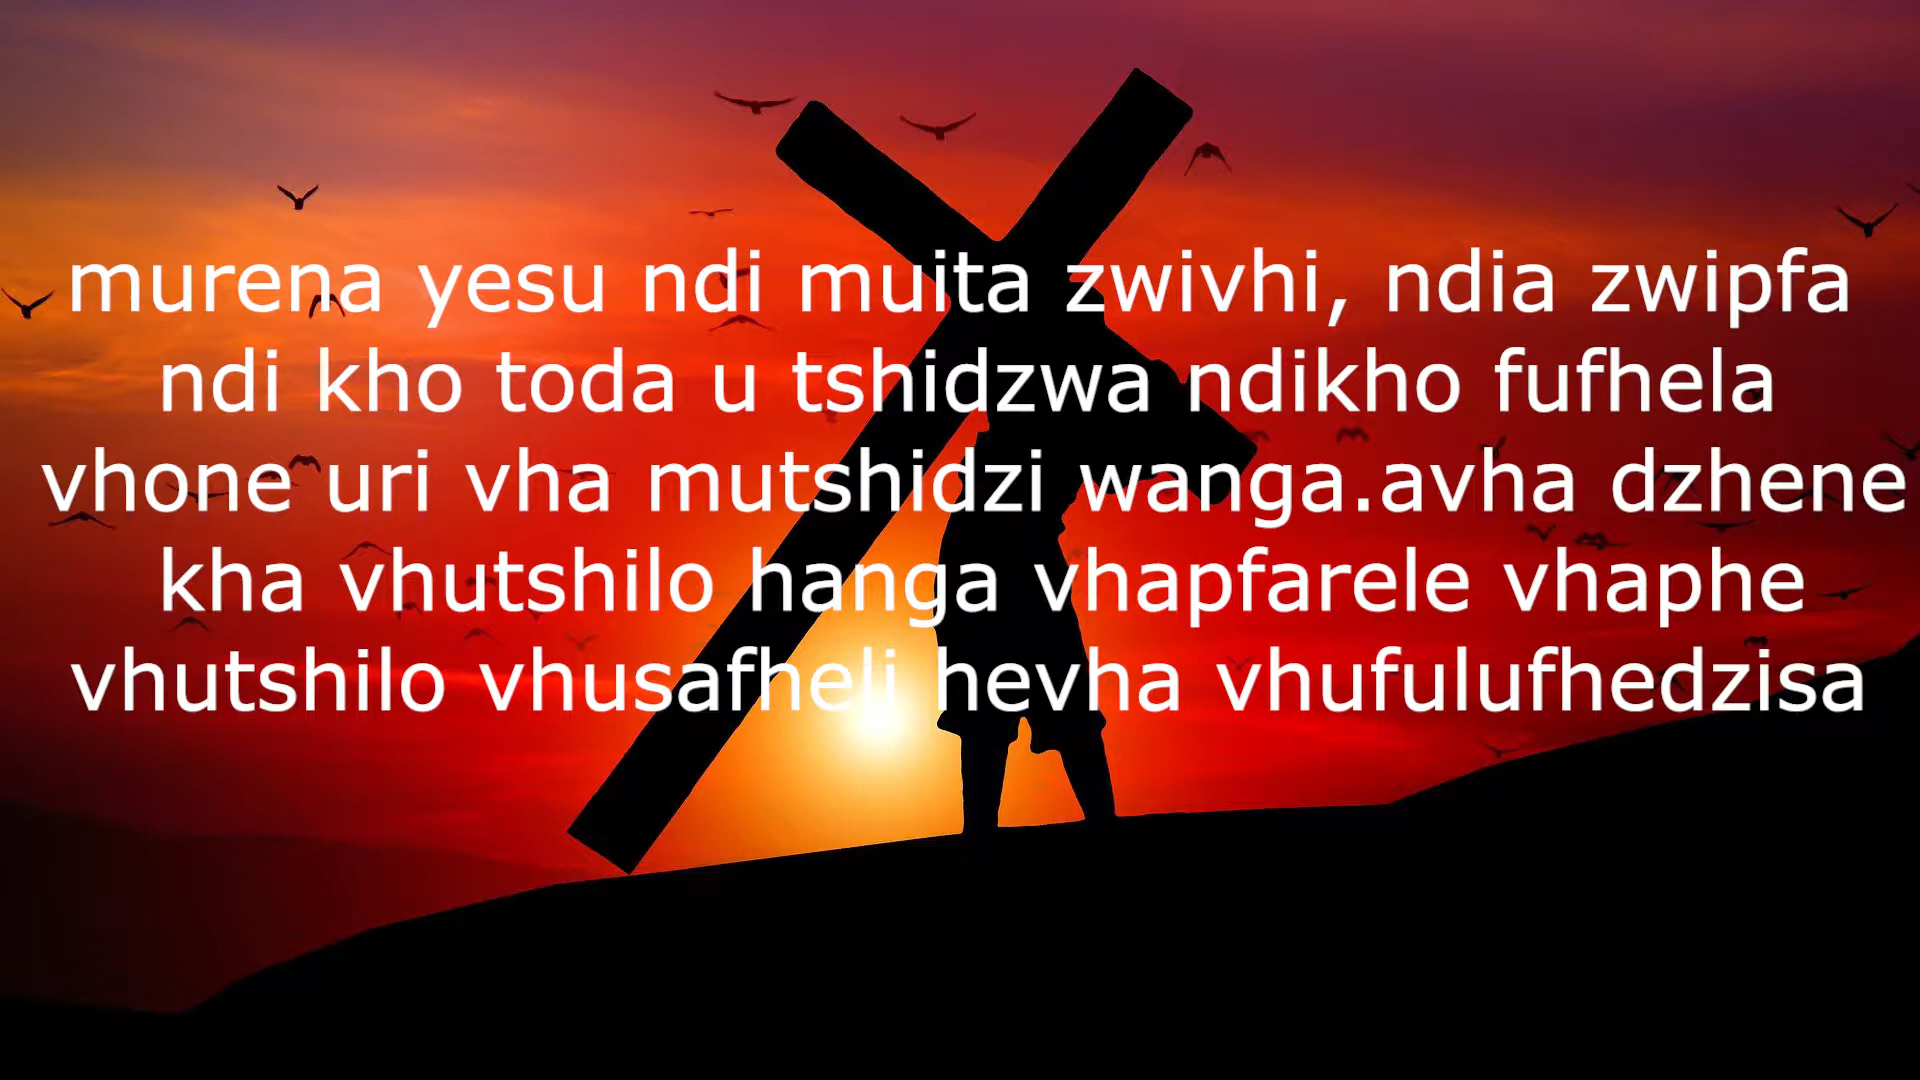 murena yesu ndi muita zwivhi, ndia zwipfa
ndi kho toda u tshidzwa ndikho fufhela
vhone uri vha mutshidzi wanga.avha dzhene
kha vhutshilo hanga vhapfarele vhaphe
vhutshilo vhusafheli hevha vhufulufhedzisa